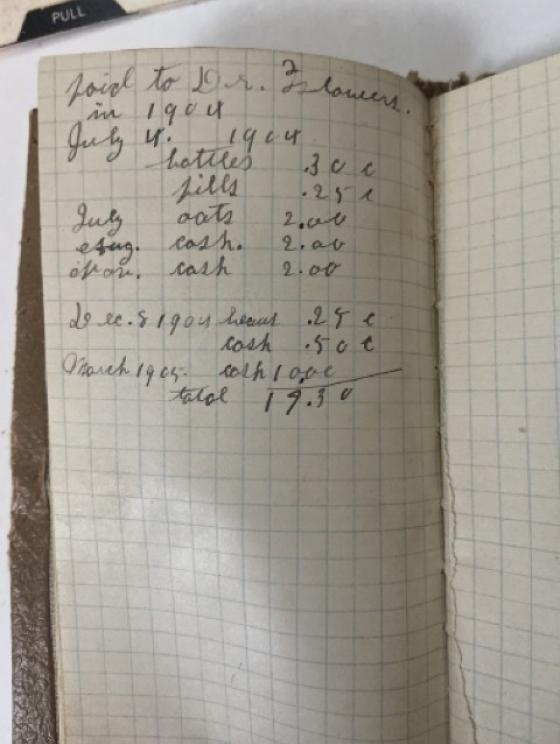 PULL
paid to Dr. Flowers.
in 1904
July 4. 1904
bottles .30 c
pills .25 c
July oats 2.00
Aug. cash. 2.00
Nov. cash 2.00
Dec. 8 1904 .25 c
cash .50 c
March 1905. cash 10.00
total 17.30